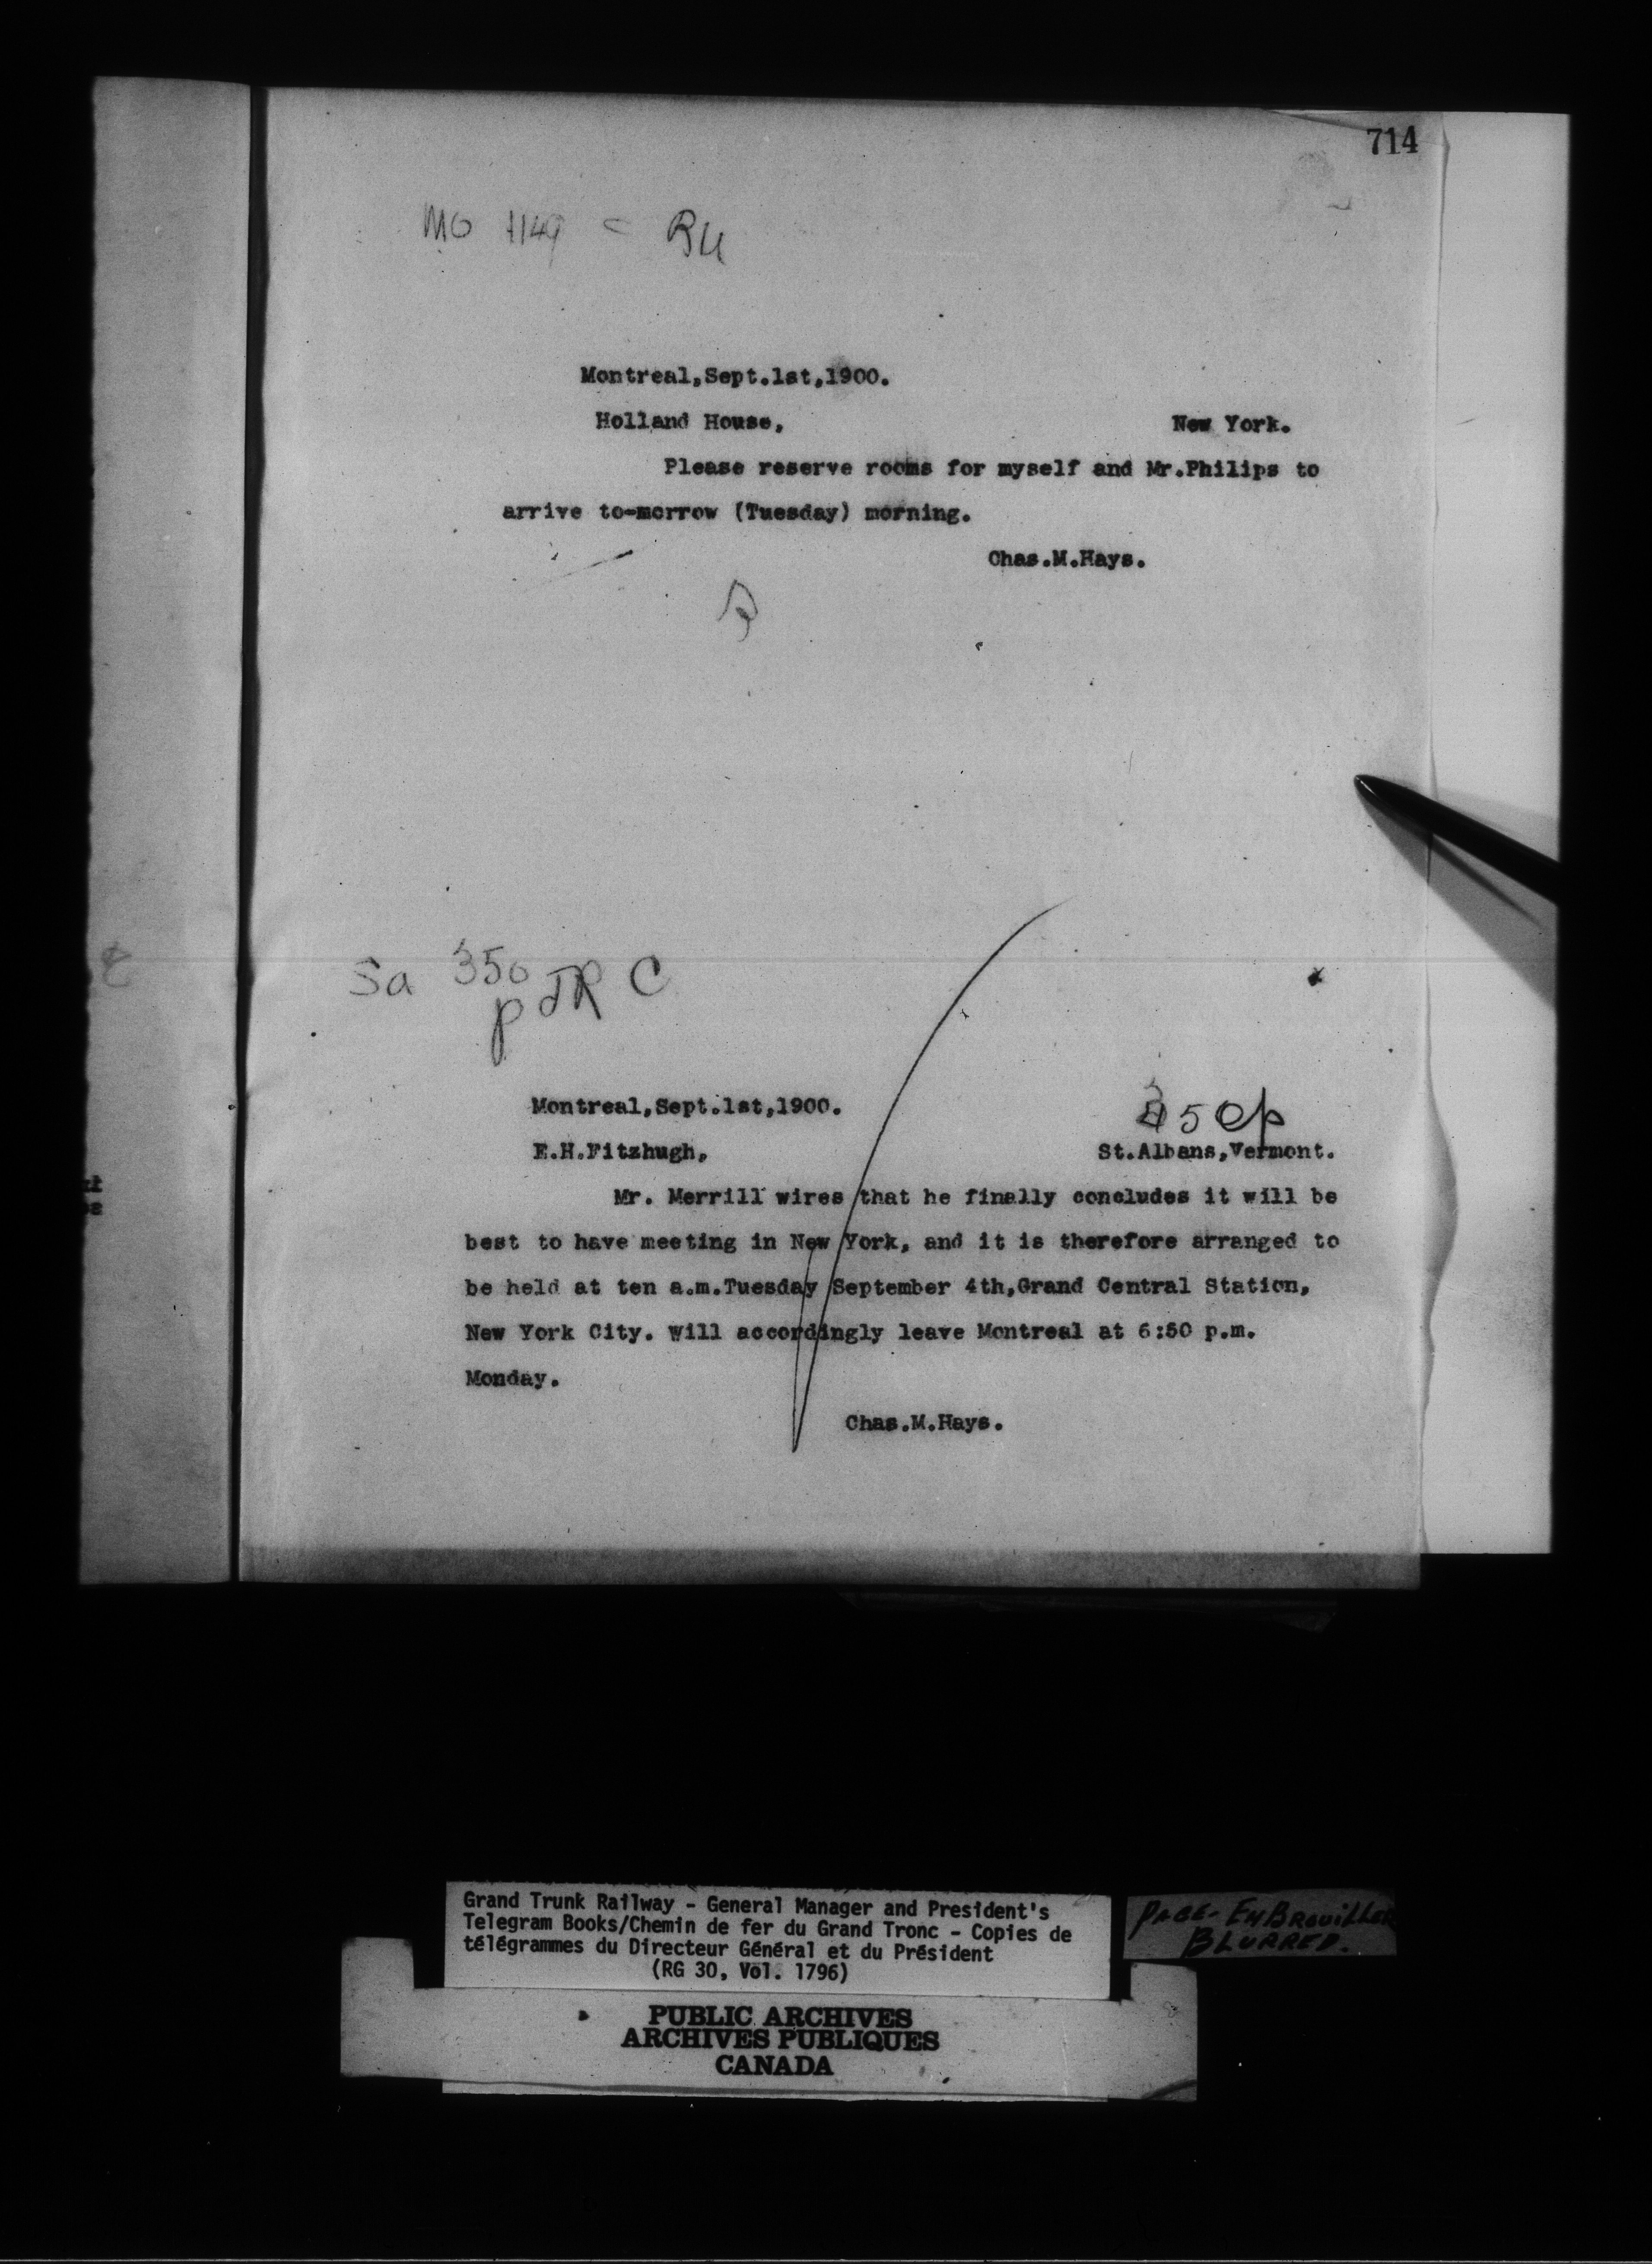 714
MO 1149 = Bu
Montreal,Sept.1st,1900.
Holland House, New York.
Please reserve rooms for myself and Mr.Philips to
arrive to-morrow (Tuesday) morning.
Chas.M.Hays.
Sa 350
p JR C
350p
Montreal,Sept.1st,1900.
E.H.Fitzhugh, St.Albans,Vermont.
Mr. Merrill wires that he finally concludes it will be
best to have meeting in New York, and it is therefore arranged to
be held at ten a.m.Tuesday September 4th,Grand Central Station,
New York City. Will accordingly leave Montreal at 6:50 p.m.
Monday.
Chas.M.Hays.
Grand Trunk Railway - General Manager and President's
Telegram Books/Chemin de fer du Grand Tronc - Copies de
télégrammes du Directeur Général et du Président
(RG 30, Vol. 1796)
PAGE-EMBROUILLER
BLURRED.
PUBLIC ARCHIVES
ARCHIVES PUBLIQUES
CANADA